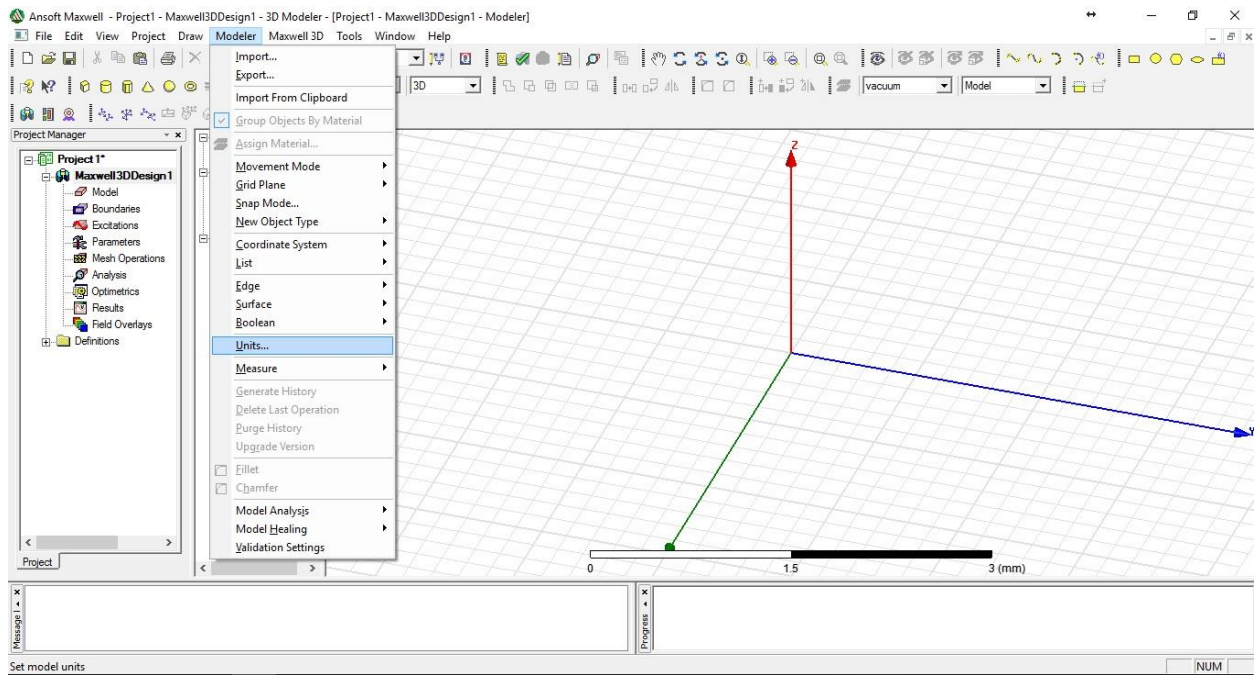 Ansoft Maxwell - Project1 - Maxwell3DDesign1 - 3D Modeler - [Project1 - Maxwell3DDesign1 - Modeler]
File Edit View Project Draw Modeler Maxwell 3D Tools Window Help
3D vacuum Model
Project Manager
Project1*
Maxwell3DDesign1
Model
Boundaries
Excitations
Parameters
Mesh Operations
Analysis
Optimetrics
Results
Field Overlays
Definitions
Project
Import...
Export...
Import From Clipboard
Group Objects By Material
Assign Material...
Movement Mode
Grid Plane
Snap Mode...
New Object Type
Coordinate System
List
Edge
Surface
Boolean
Units...
Measure
Generate History
Delete Last Operation
Purge History
Upgrade Version
Fillet
Chamfer
Model Analysis
Model Healing
Validation Settings
Z
Y
0 1.5 3 (mm)
Progress
Set model units
NUM